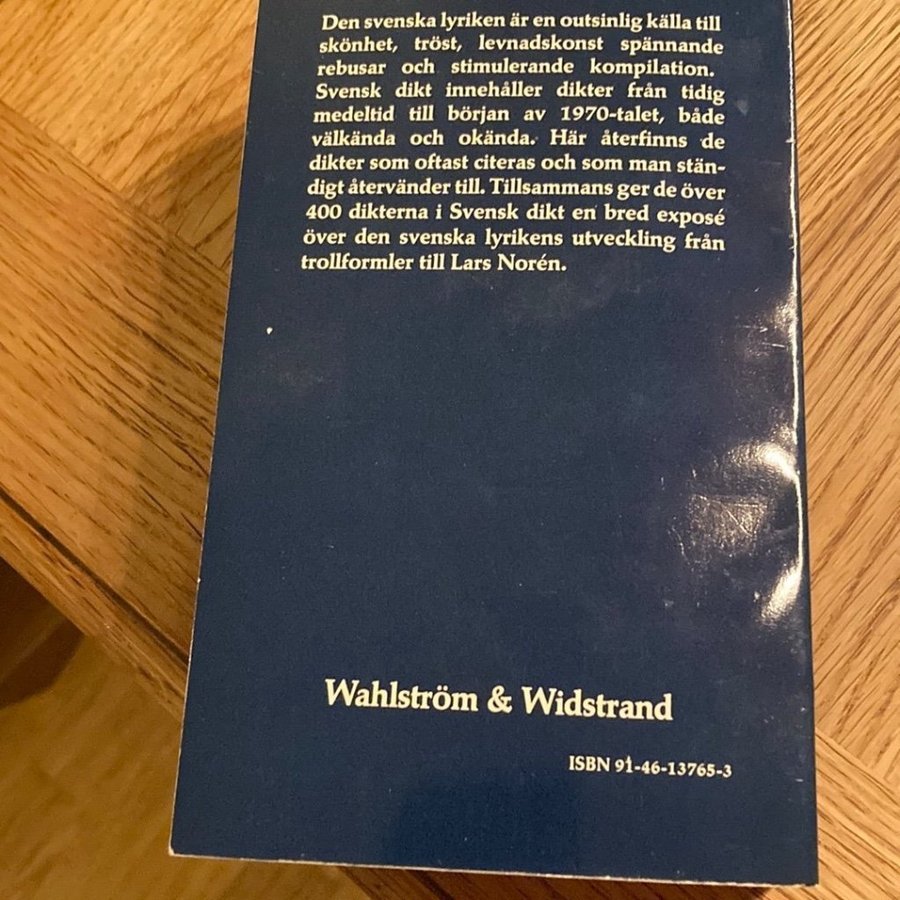 Den svenska lyriken är en outsinlig källa till
skönhet, tröst, levnadskonst spännande
rebusar och stimulerande kompilation.
Svensk dikt innehåller dikter från tidig
medeltid till början av 1970-talet, både
välkända och okända. Här återfinns de
dikter som oftast citeras och som man stän-
digt återvänder till. Tillsammans ger de över
400 dikterna i Svensk dikt en bred exposé
över den svenska lyrikens utveckling från
trollformler till Lars Norén.
Wahlström & Widstrand
ISBN 91-46-13765-3